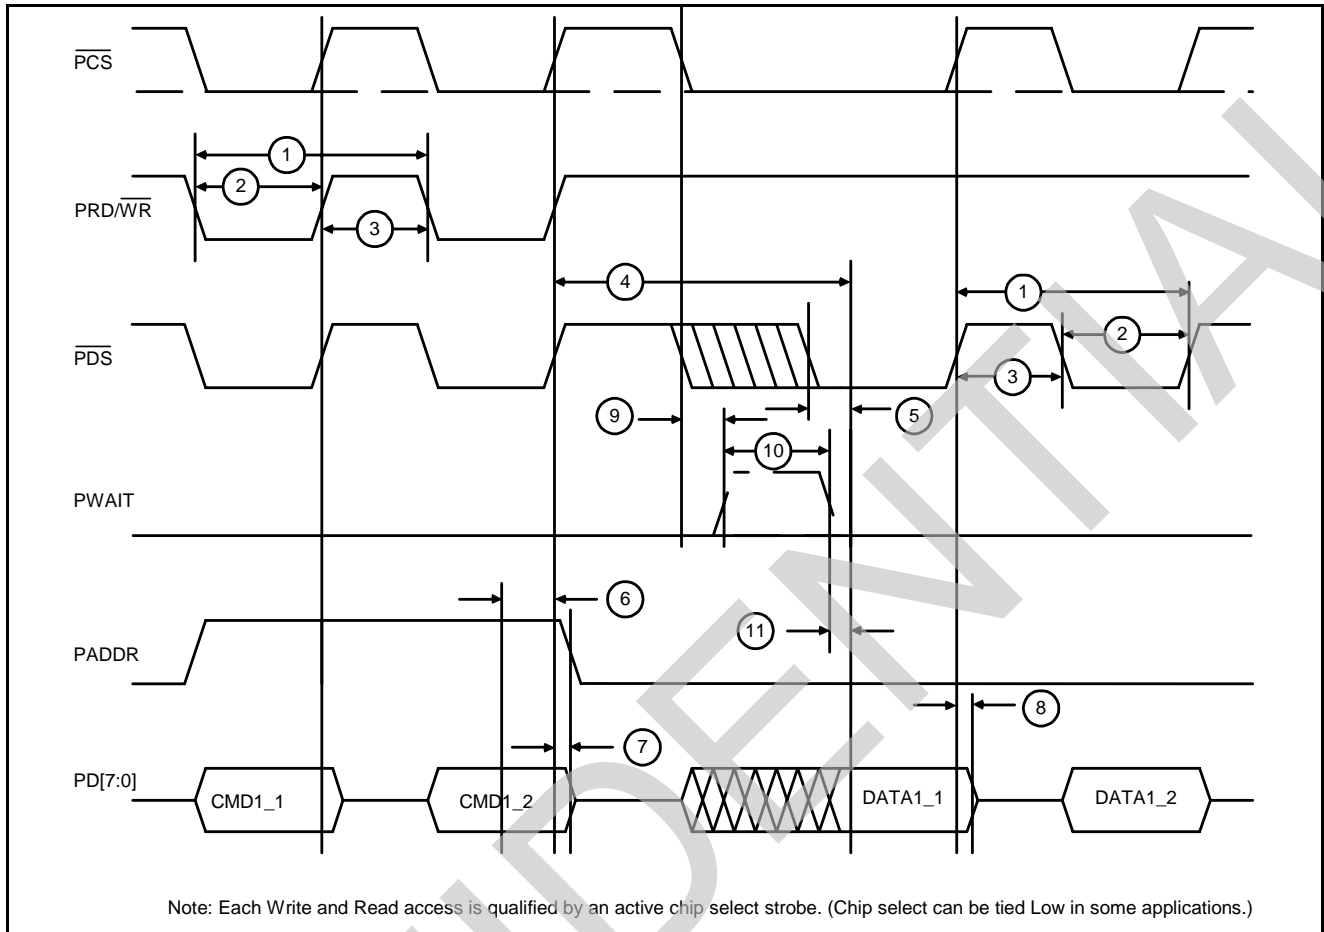 PCS
1
2
PRD/WR
3
4
1
2
PDS
3
9
5
10
PWAIT
6
11
PADDR
8
7
PD[7:0]
CMD1_1
CMD1_2
DATA1_1
DATA1_2
Note: Each Write and Read access is qualified by an active chip select strobe. (Chip select can be tied Low in some applications.)
IDENTIAL